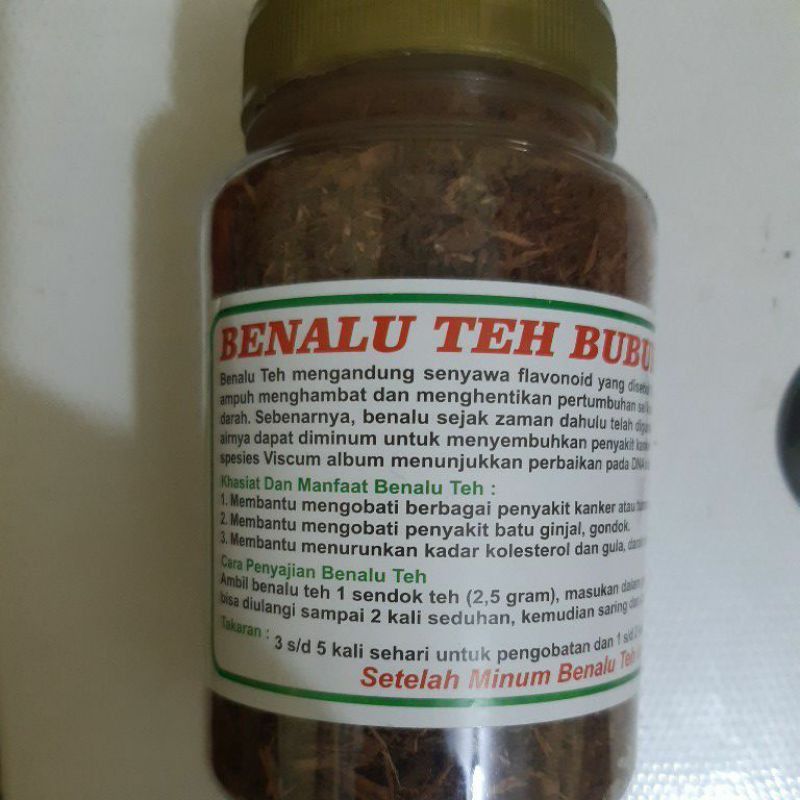 BENALU TEH
Benalu Teh mengandung senyawa flavonoid yang
ampuh menghambat dan menghentikan pertumbuhan
darah. Sebenarnya, benalu sejak zaman dahulu telah
airnya dapat diminum untuk menyembuhkan penyakit
spesies Viscum album menunjukkan perbaikan pada DNA
Khasiat Dan Manfaat Benalu Teh :
1. Membantu mengobati berbagai penyakit kanker atau
2. Membantu mengobati penyakit batu ginjal, gondok.
3. Membantu menurunkan kadar kolesterol dan gula,
Cara Penyajian Benalu Teh
Ambil benalu teh 1 sendok teh (2,5 gram), masukan dalam
bisa diulangi sampai 2 kali seduhan, kemudian saring
Takaran : 3 s/d 5 kali sehari untuk pengobatan dan 1 s/d 2
Setelah Minum Benalu Teh